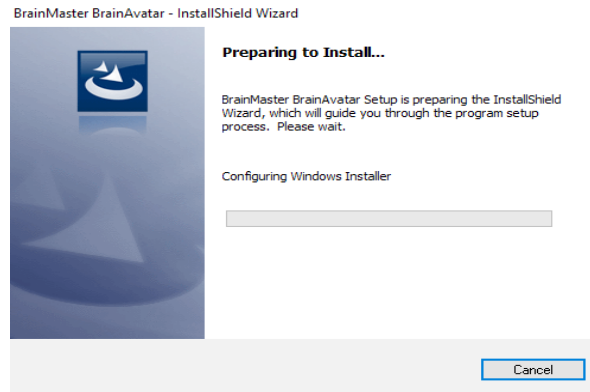 BrainMaster BrainAvatar - InstallShield Wizard
Preparing to Install...
BrainMaster BrainAvatar Setup is preparing the InstallShield
Wizard, which will guide you through the program setup
process.  Please wait.
Configuring Windows Installer
Cancel